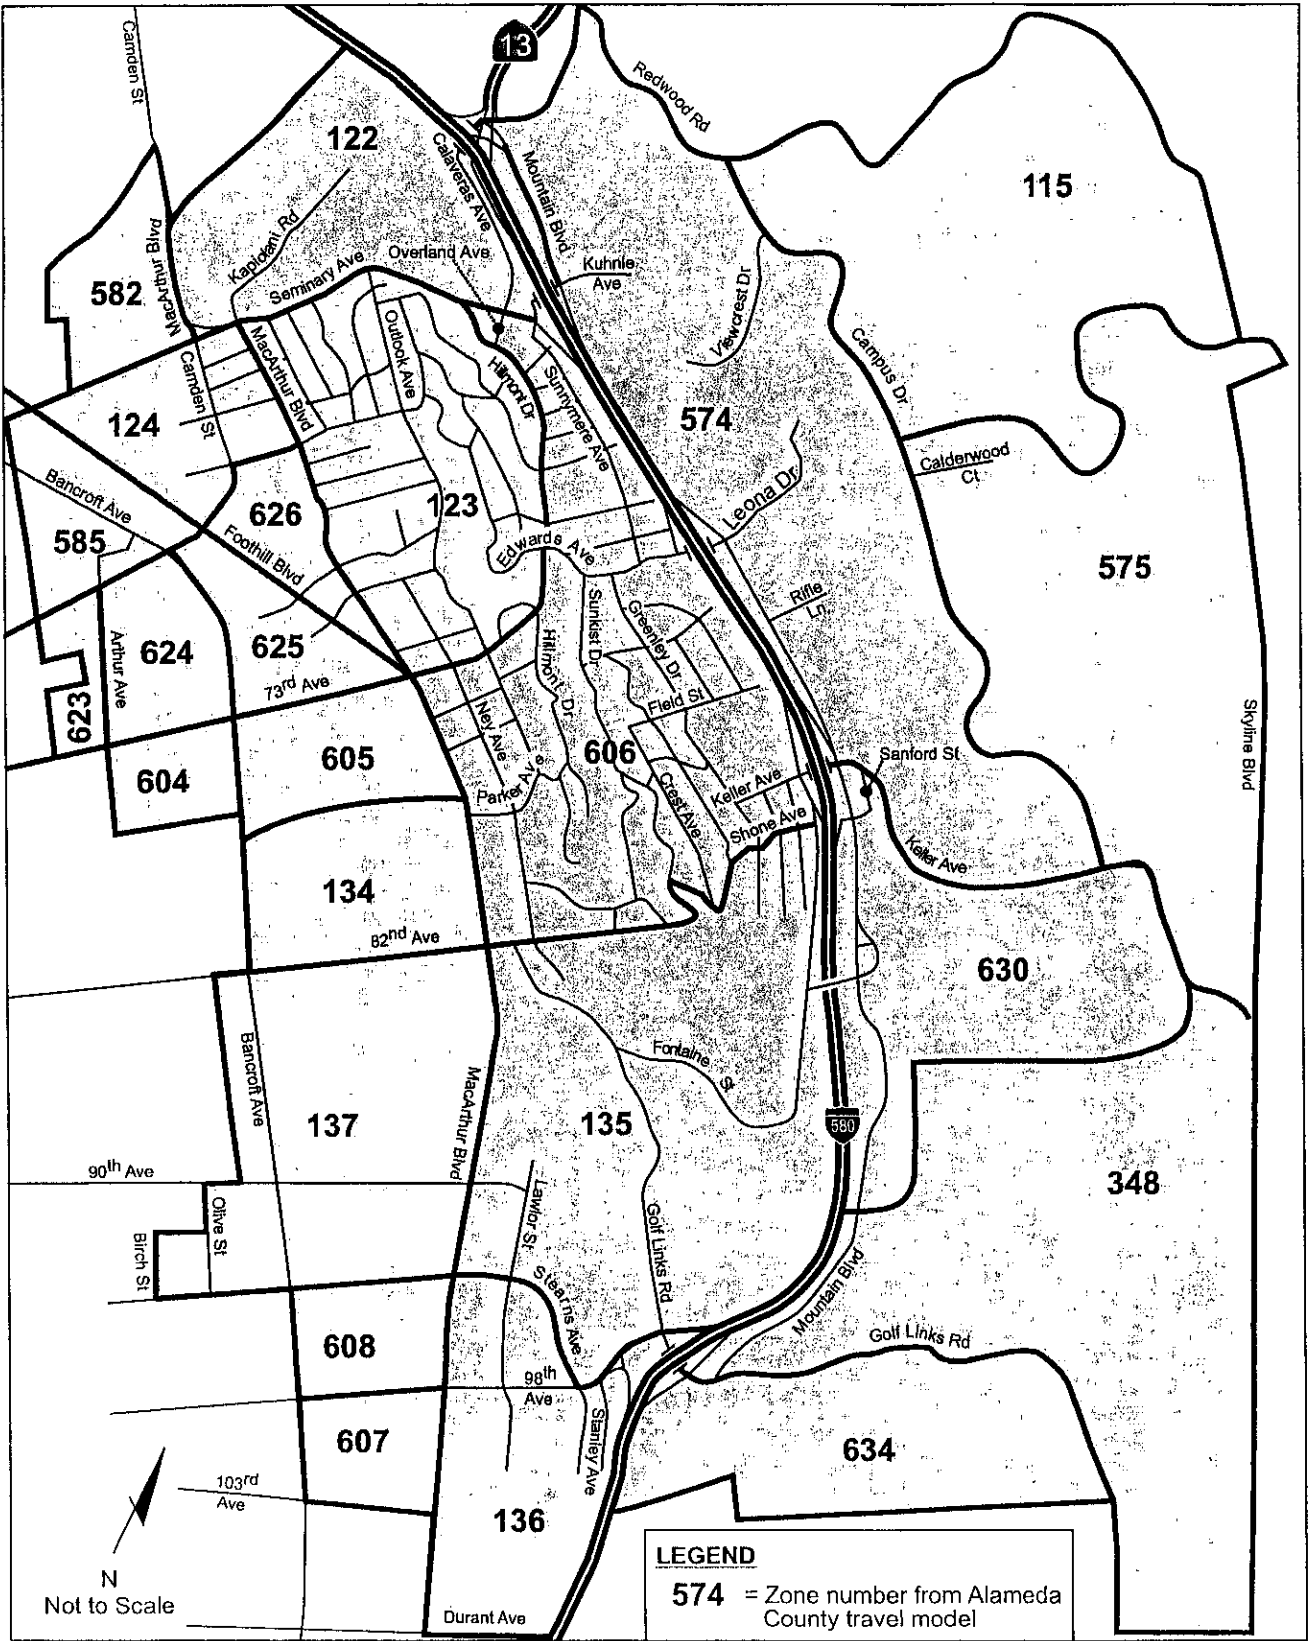 Camden St
13
Redwood Rd
122
Calaveras Ave
Mountain Blvd
115
MacArthur Blvd
Kapiolani Rd
Overland Ave
Kuhnle
Ave
Seminary Ave
582
Viewcrest Dr
MacArthur Blvd
Outlook Ave
Camden St
Hillmont Dr
Sunnymere Ave
Campus Dr
124
574
Calderwood
Ct
Bancroft Ave
Leona Dr
626
123
585
Foothill Blvd
Edwards Ave
575
Rifle
Ln
Sunkist Dr
Greenley Dr
Arthur Ave
624
625
Hillmont Dr
73rd Ave
623
Field St
Ney Ave
Skyline Blvd
605
606
Sanford St
604
Parker Ave
Crest Ave
Keller Ave
Shone Ave
Keller Ave
134
82nd Ave
630
Bancroft Ave
Fontaine St
MacArthur Blvd
137
135
580
90th Ave
348
Olive St
Lawlor St
Golf Links Rd
Birch St
Stearns Ave
Mountain Blvd
Golf Links Rd
608
98th
Ave
Stanley Ave
607
634
103rd
Ave
136
N
Not to Scale
Durant Ave
LEGEND
574 = Zone number from Alameda
County travel model